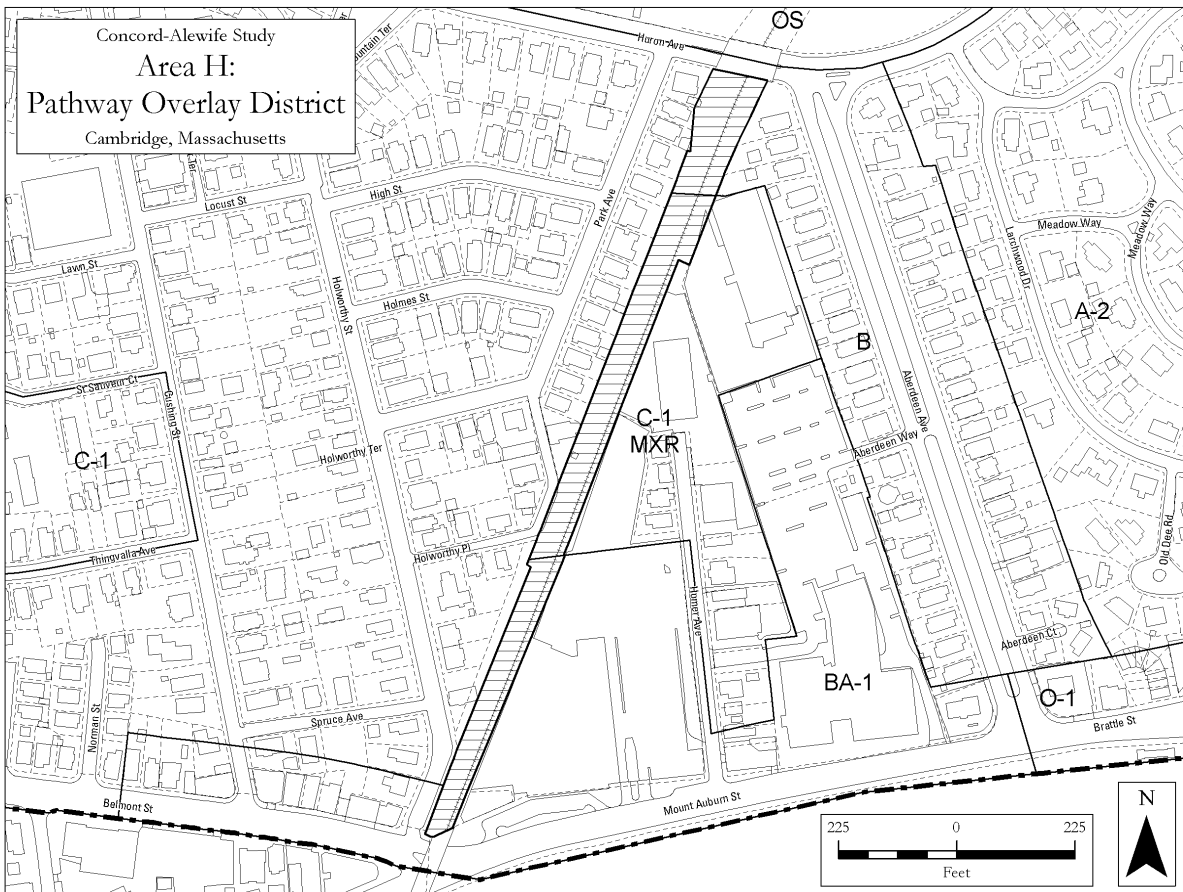 Concord-Alewife Study
Area H:
Pathway Overlay District
Cambridge, Massachusetts
OS
Huron Ave
High St
Locust St
Park Ave
Lawn St
Holworthy St
Holmes St
Larchwood Dr
Meadow Way
Meadow Way
A-2
B
St Sauveur Ct
Cushing St
Aberdeen Ave
C-1
C-1
MXR
Aberdeen Way
Holworthy Ter
Thingvalla Ave
Holworthy Pl
Old Dee Rd
Homer Ave
Aberdeen Ct
BA-1
O-1
Norman St
Spruce Ave
Brattle St
Belmont St
Mount Auburn St
N
225 0 225
Feet